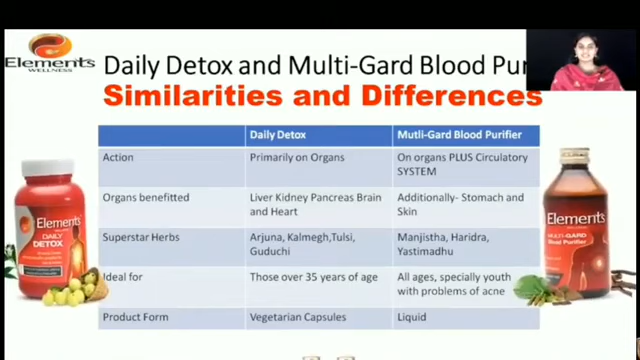 Elements
WELLNESS
Daily Detox and Multi-Gard Blood
Similarities and Differences
Daily Detox
Mutli-Gard Blood Purifier
Action
Primarily on Organs
On organs PLUS Circulatory
SYSTEM
Organs benefitted
Liver Kidney Pancreas Brain
and Heart
Additionally- Stomach and
Skin
Superstar Herbs
Arjuna, Kalmegh,Tulsi,
Guduchi
Manjistha, Haridra,
Yastimadhu
Ideal for
Those over 35 years of age
All ages, specially youth
with problems of acne
Product Form
Vegetarian Capsules
Liquid
Elements
DAILY
DETOX
Elements
MULTI-GARD
Blood Purifier